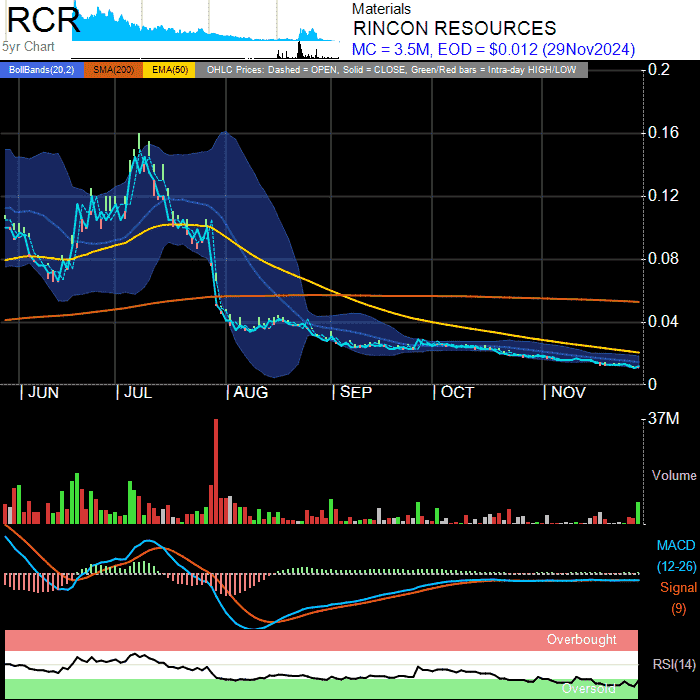 RCR
5yr Chart
Materials
RINCON RESOURCES
MC = 3.5M, EOD = $0.012 (29Nov2024)
BollBands(20,2) SMA(200) EMA(50) OHLC Prices: Dashed = OPEN, Solid = CLOSE, Green/Red bars = Intra-day HIGH/LOW
0.2
0.16
0.12
0.08
0.04
0
JUN JUL AUG SEP OCT NOV
37M
Volume
MACD
(12-26)
Signal
(9)
Overbought
RSI(14)
Oversold